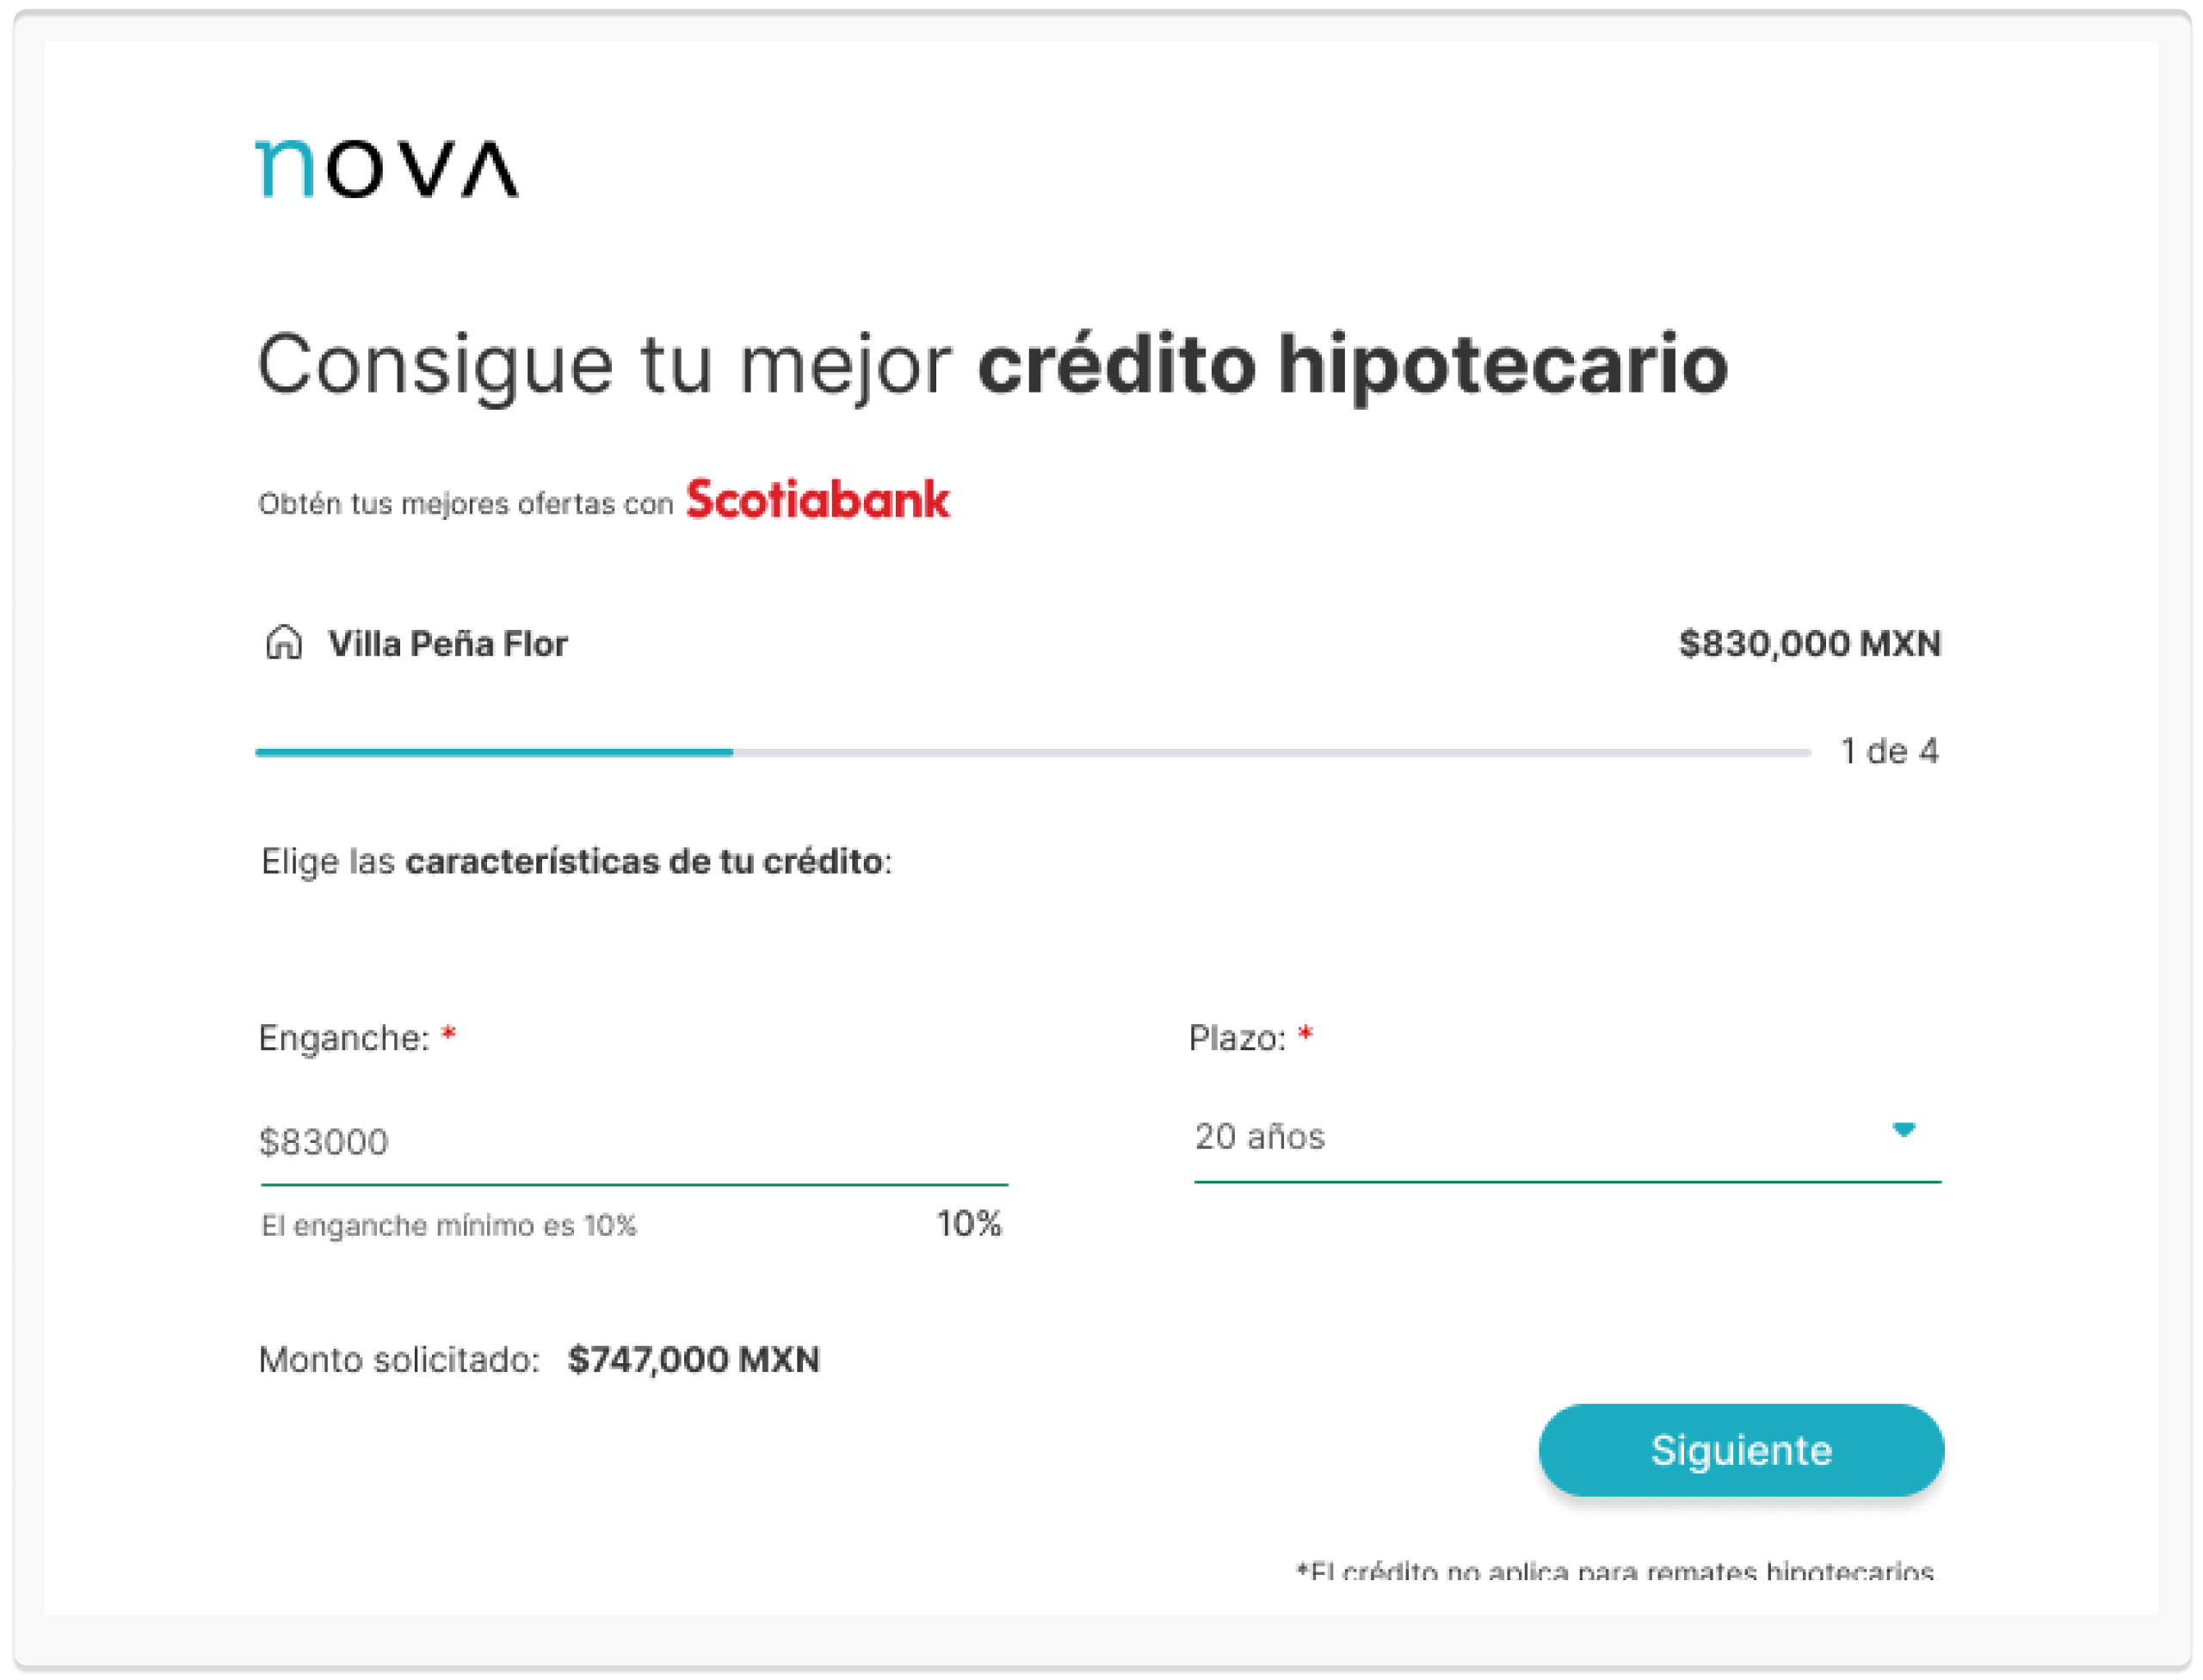 nova
Consigue tu mejor crédito hipotecario
Obtén tus mejores ofertas con Scotiabank
Villa Peña Flor $830,000 MXN
1 de 4
Elige las características de tu crédito:
Enganche: * Plazo: *
$83000 20 años
El enganche mínimo es 10% 10%
Monto solicitado: $747,000 MXN
Siguiente
*El crédito no aplica para remates hipotecarios